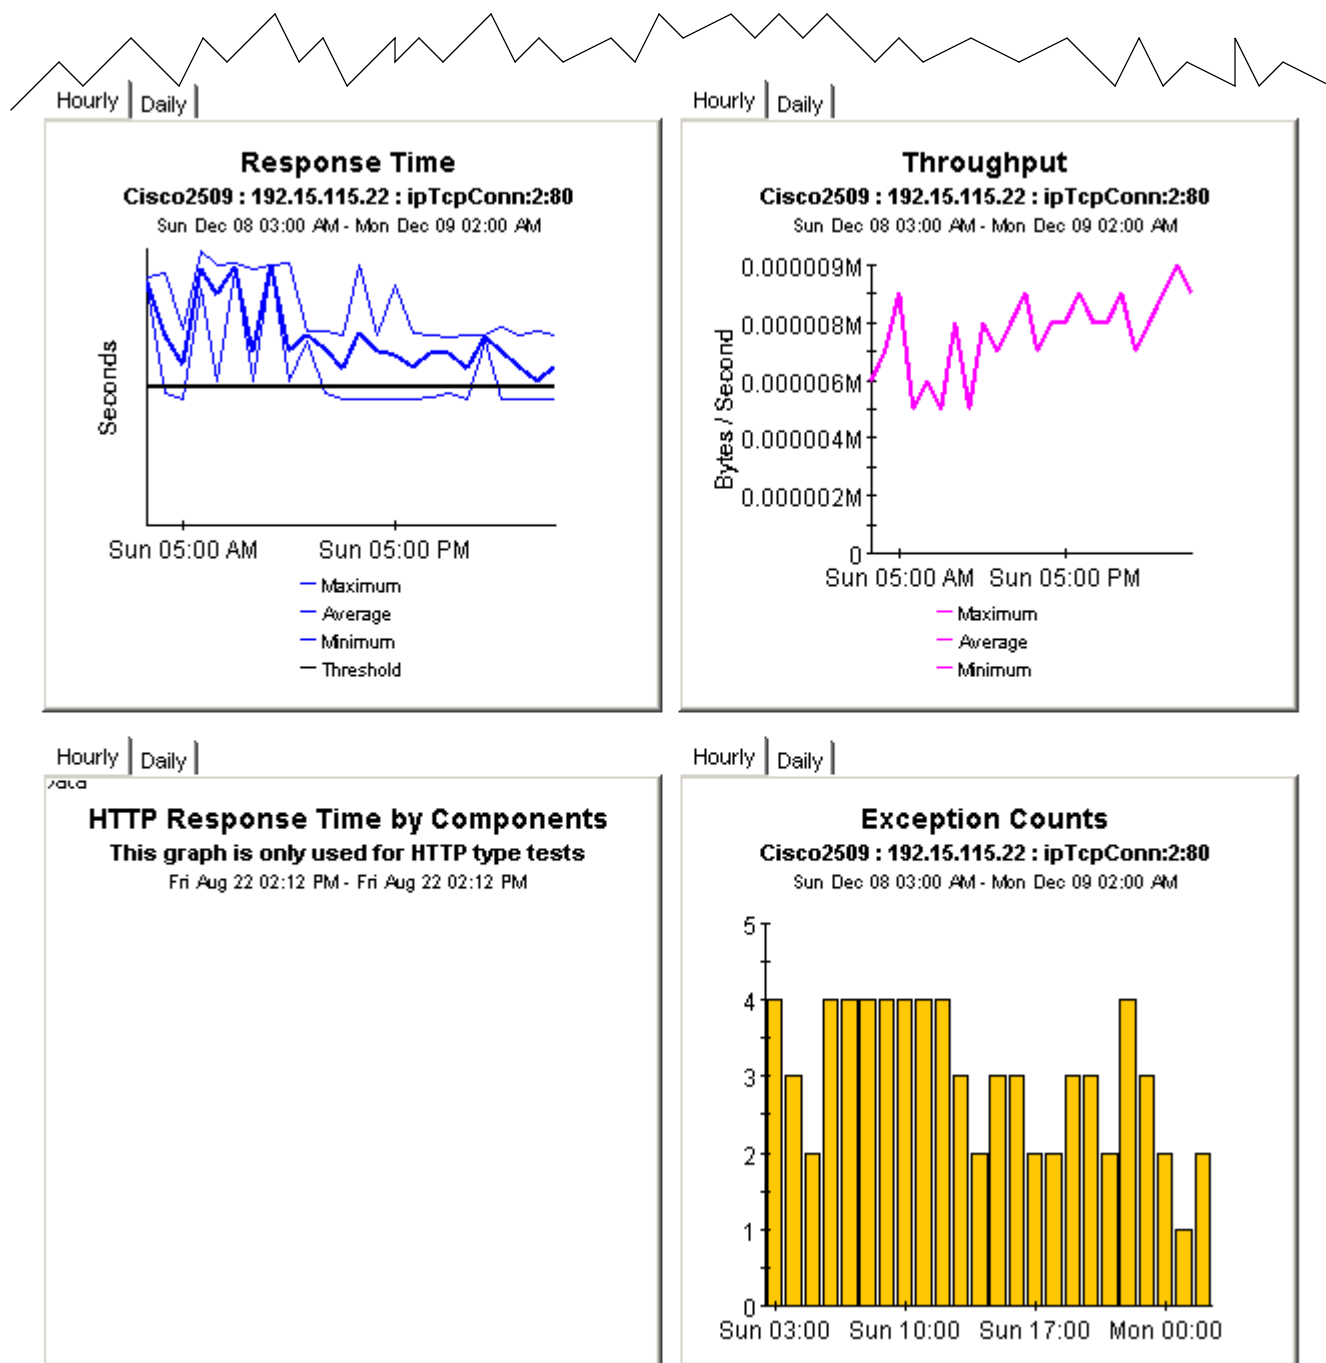 Hourly Daily
Response Time
Cisco2509 : 192.15.115.22 : ipTcpConn:2:80
Sun Dec 08 03:00 AM - Mon Dec 09 02:00 AM
Seconds
Sun 05:00 AM Sun 05:00 PM
Maximum
Average
Minimum
Threshold
Hourly Daily
Throughput
Cisco2509 : 192.15.115.22 : ipTcpConn:2:80
Sun Dec 08 03:00 AM - Mon Dec 09 02:00 AM
Bytes / Second
0.000009M
0.000008M
0.000006M
0.000004M
0.000002M
0
Sun 05:00 AM Sun 05:00 PM
Maximum
Average
Minimum
Hourly Daily
HTTP Response Time by Components
This graph is only used for HTTP type tests
Fri Aug 22 02:12 PM - Fri Aug 22 02:12 PM
Hourly Daily
Exception Counts
Cisco2509 : 192.15.115.22 : ipTcpConn:2:80
Sun Dec 08 03:00 AM - Mon Dec 09 02:00 AM
5
4
3
2
1
0
Sun 03:00 Sun 10:00 Sun 17:00 Mon 00:00